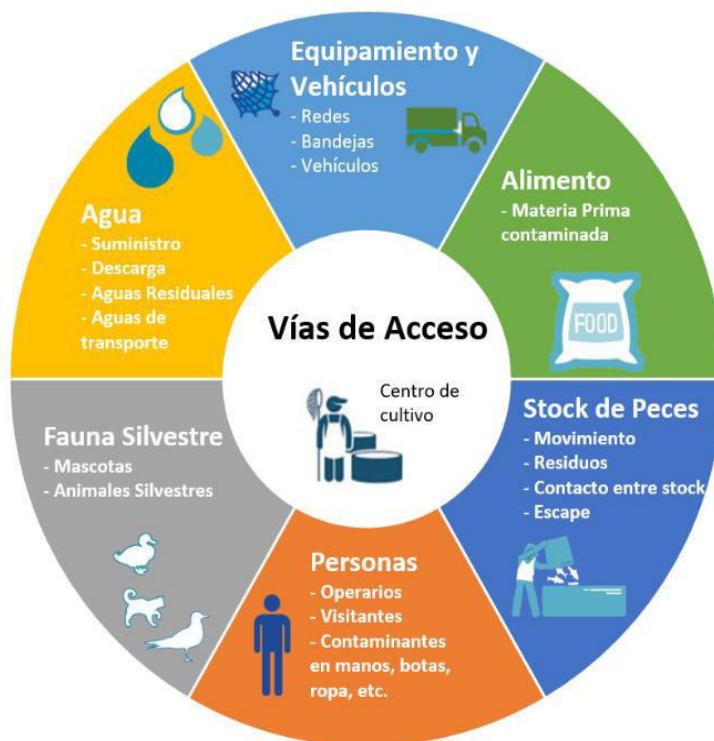 Equipamiento y
Vehículos
- Redes
- Bandejas
- Vehículos
Alimento
- Materia Prima
contaminada
FOOD
Agua
- Suministro
- Descarga
- Aguas Residuales
- Aguas de
transporte
Vías de Acceso
Centro de
cultivo
Stock de Peces
- Movimiento
- Residuos
- Contacto entre stock
- Escape
Fauna Silvestre
- Mascotas
- Animales Silvestres
Personas
- Operarios
- Visitantes
- Contaminantes
en manos, botas,
ropa, etc.